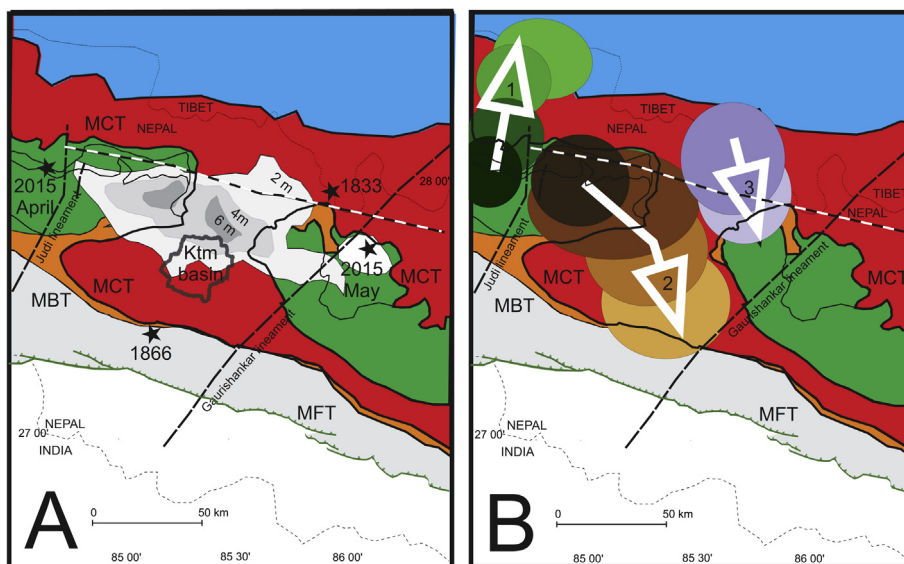 A
TIBET
MCT
NEPAL
2015
April
2 m
1833
28 00'
4m
6 m
Judi lineament
Ktm
basin
2015
May
MCT
MCT
MBT
1866
Gaurishankar lineament
MFT
27 00'
NEPAL
INDIA
0
50 km
85 00'
85 30'
86 00'
B
1
TIBET
MCT
NEPAL
3
TIBET
NEPAL
28 00'
Judi lineament
MCT
2
MCT
MBT
Gaurishankar lineament
MFT
27 00'
NEPAL
INDIA
0
50 km
85 00'
85 30'
86 00'